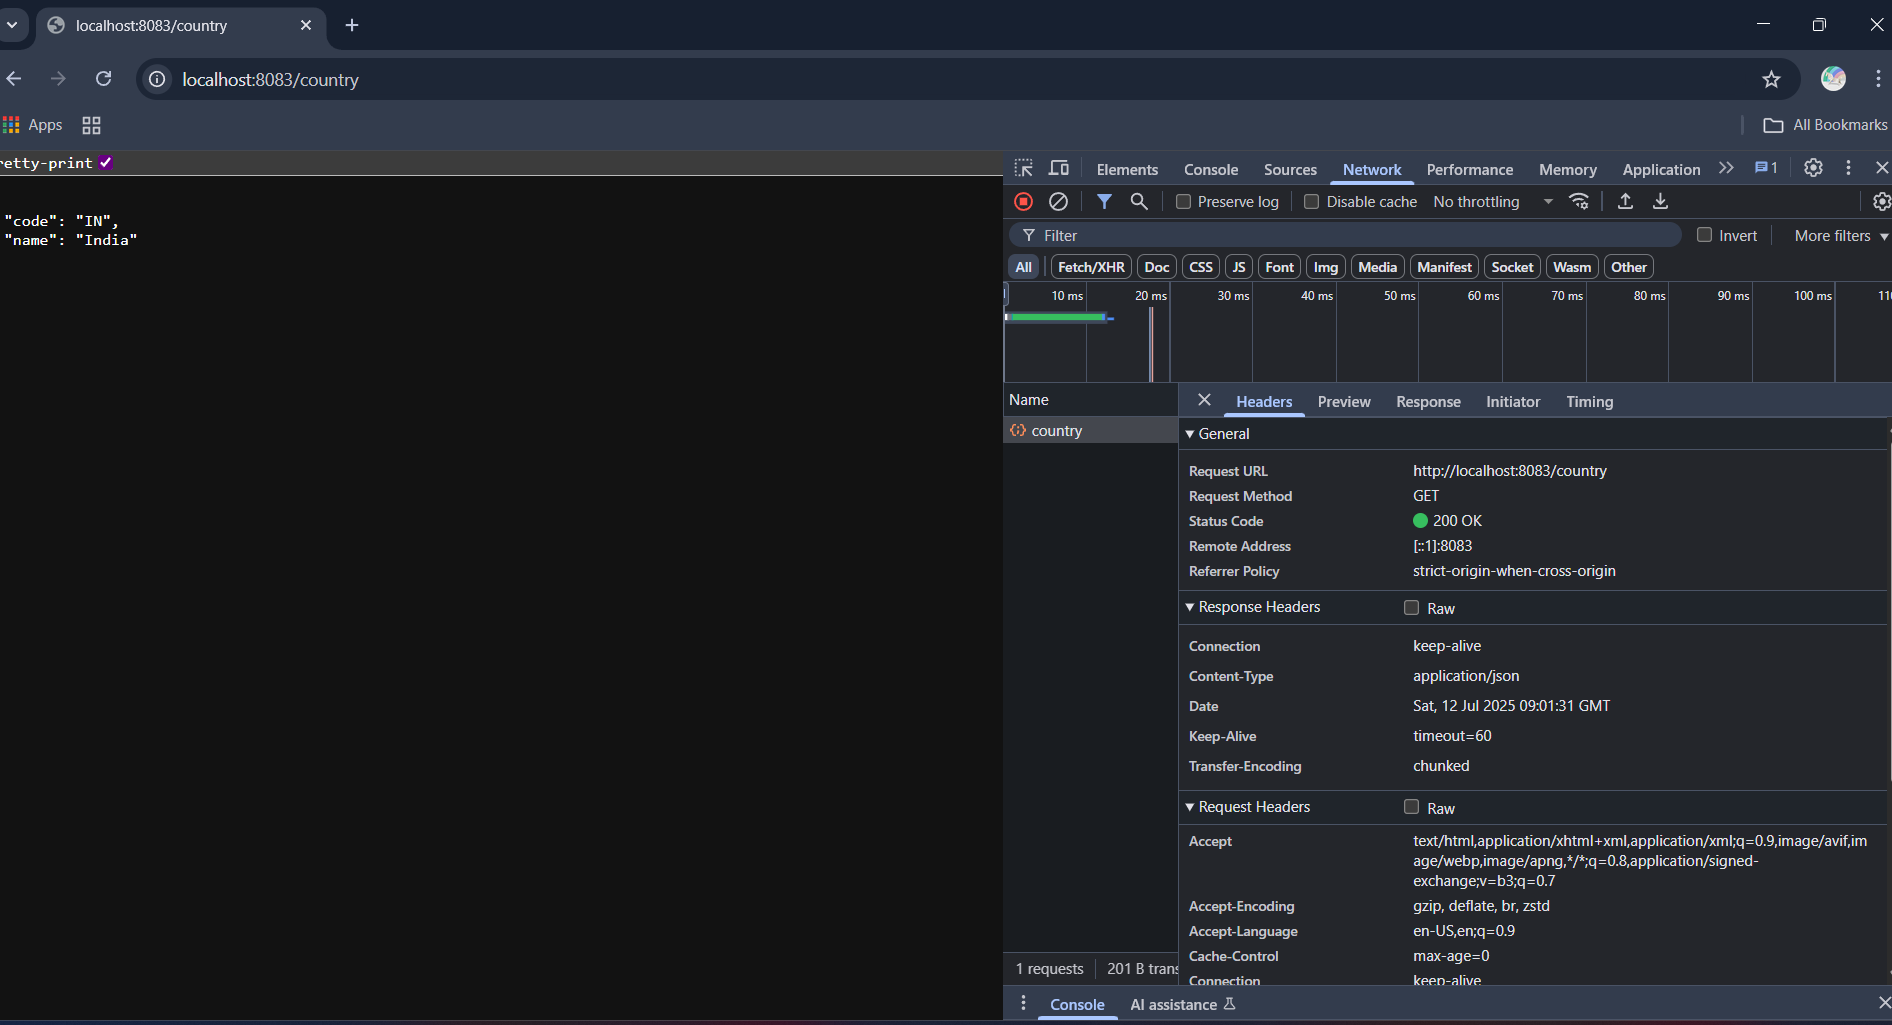 localhost:8083/country
localhost:8083/country
Apps
All Bookmarks
retty-print
"code": "IN",
"name": "India"
Elements Console Sources Network Performance Memory Application 1
Preserve log Disable cache No throttling
Filter Invert More filters
All Fetch/XHR Doc CSS JS Font Img Media Manifest Socket Wasm Other
10 ms 20 ms 30 ms 40 ms 50 ms 60 ms 70 ms 80 ms 90 ms 100 ms 11
Name
country
Headers Preview Response Initiator Timing
General
Request URL http://localhost:8083/country
Request Method GET
Status Code 200 OK
Remote Address [::1]:8083
Referrer Policy strict-origin-when-cross-origin
Response Headers Raw
Connection keep-alive
Content-Type application/json
Date Sat, 12 Jul 2025 09:01:31 GMT
Keep-Alive timeout=60
Transfer-Encoding chunked
Request Headers Raw
Accept text/html,application/xhtml+xml,application/xml;q=0.9,image/avif,im
age/webp,image/apng,*/*;q=0.8,application/signed-
exchange;v=b3;q=0.7
Accept-Encoding gzip, deflate, br, zstd
Accept-Language en-US,en;q=0.9
Cache-Control max-age=0
Connection keep-alive
1 requests 201 B trans
Console AI assistance